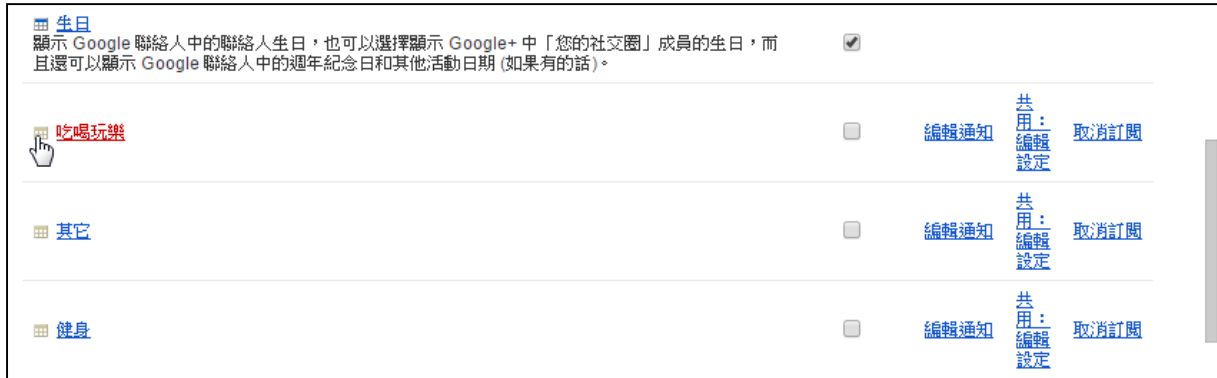 生日
顯示 Google 聯絡人中的聯絡人生日，也可以選擇顯示 Google+ 中「您的社交圈」成員的生日，而
且還可以顯示 Google 聯絡人中的週年紀念日和其他活動日期 (如果有的話)。
吃喝玩樂
編輯通知
共
用：
編輯
設定
取消訂閱
其它
編輯通知
共
用：
編輯
設定
取消訂閱
健身
編輯通知
共
用：
編輯
設定
取消訂閱